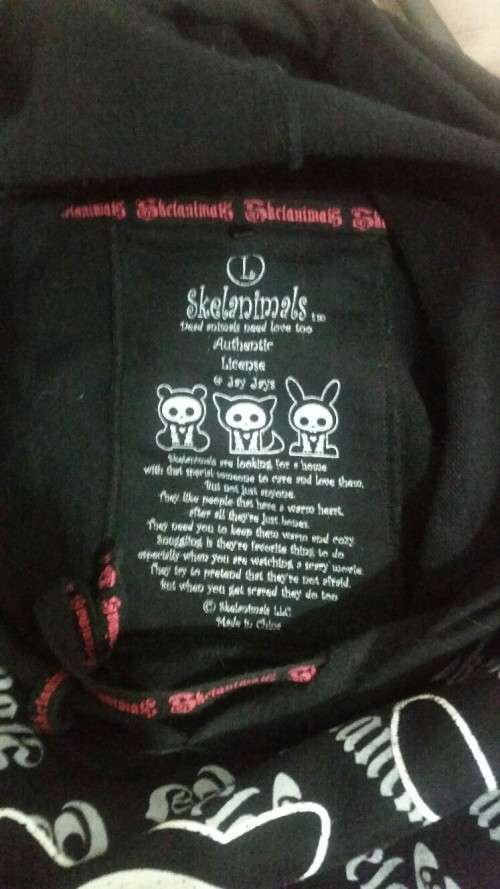 Skelanimals Skelanimals Skelanimals
L
Skelanimals TM
Dead animals need love too
Authentic
License
@ Jay Jays
Skelanimals are looking for a home
with that special someone to care and love them.
But not just anyone.
They like people that have a warm heart,
after all they're just bones.
They need you to keep them warm and cozy
Snuggling is they're favorite thing to do
especially when you are watching a scary movie.
They try to pretend that they're not afraid,
but when you get scared they do too
© Skelanimals LLC
Made in China
Skelanimals
Skelanimals Skelanimals